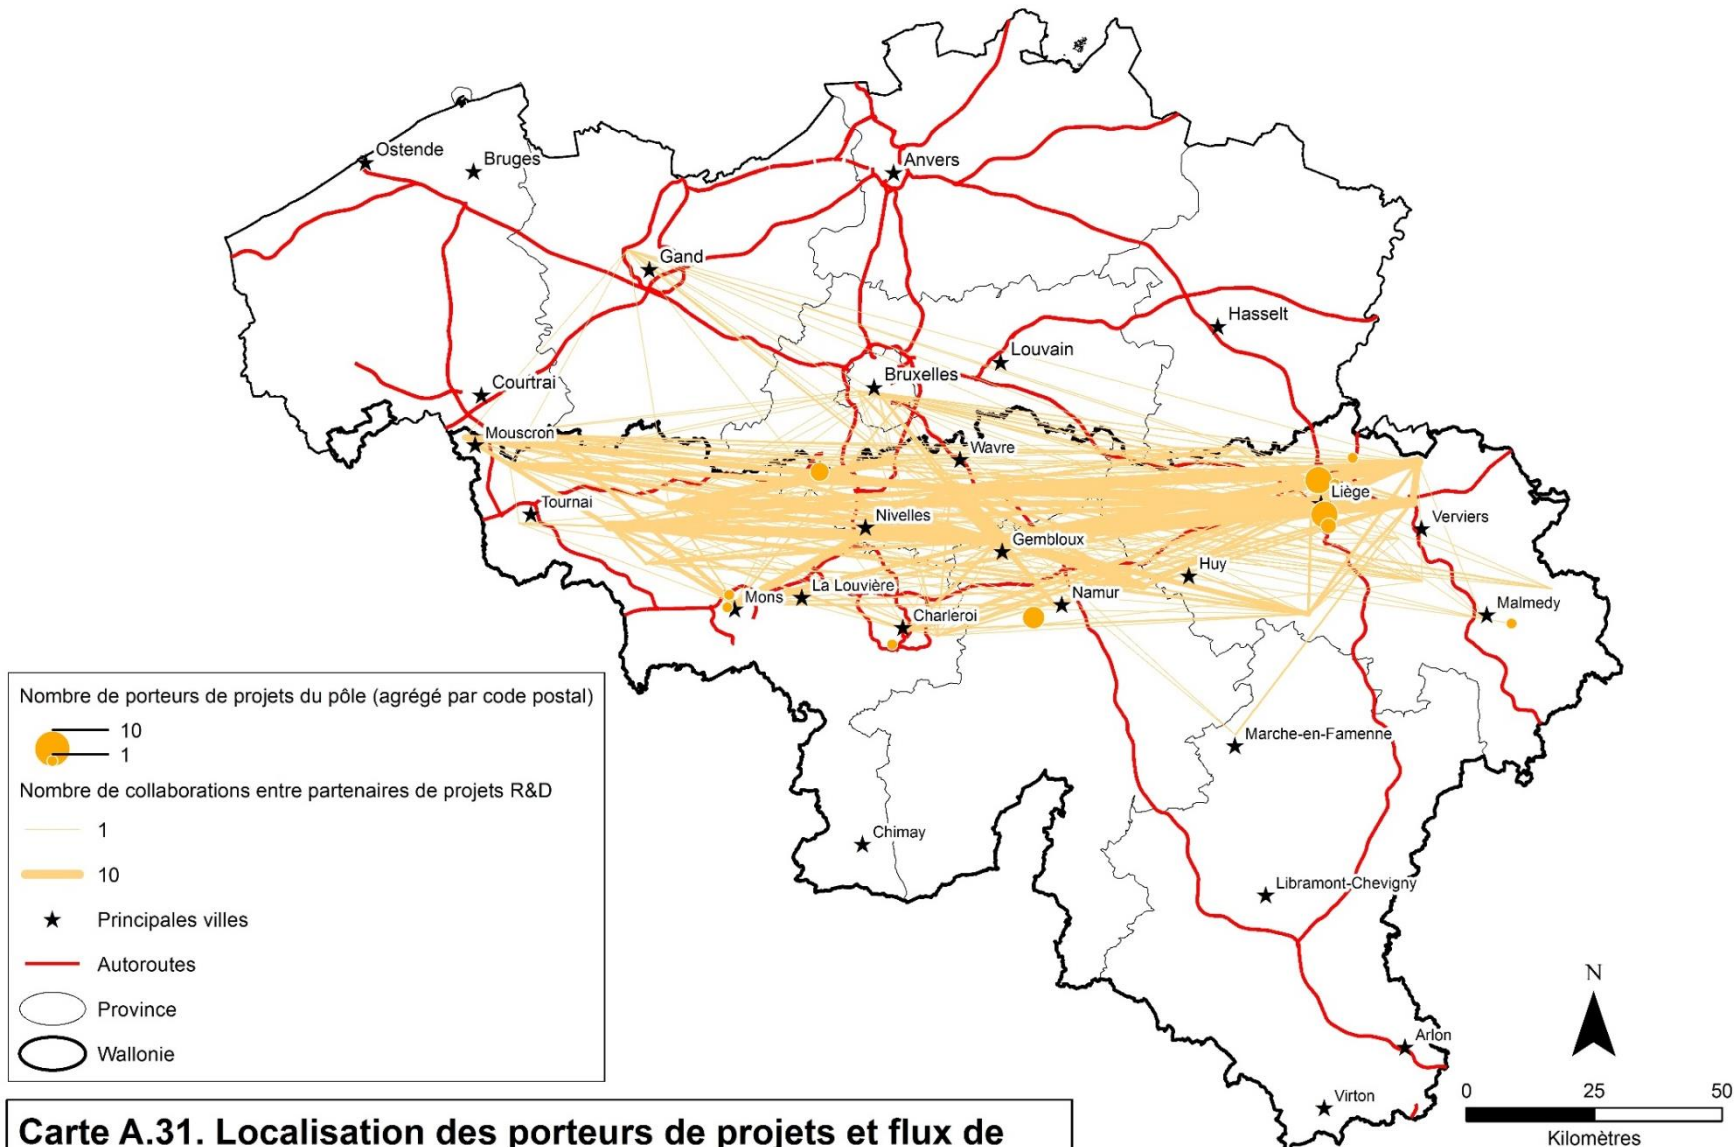 Ostende
Bruges
Anvers
Gand
Hasselt
Louvain
Bruxelles
Courtrai
Mouscron
Wavre
Liège
Tournai
Verviers
Nivelles
Gembloux
Huy
La Louvière
Mons
Namur
Malmedy
Charleroi
Marche-en-Famenne
Chimay
Libramont-Chevigny
Arlon
Virton
Nombre de porteurs de projets du pôle (agrégé par code postal)
10
1
Nombre de collaborations entre partenaires de projets R&D
1
10
Principales villes
Autoroutes
Province
Wallonie
N
0 25 50
Kilomètres
Carte A.31. Localisation des porteurs de projets et flux de